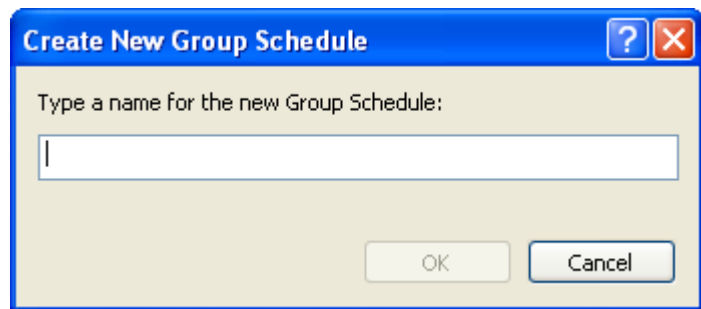 Create New Group Schedule
Type a name for the new Group Schedule:
OK
Cancel